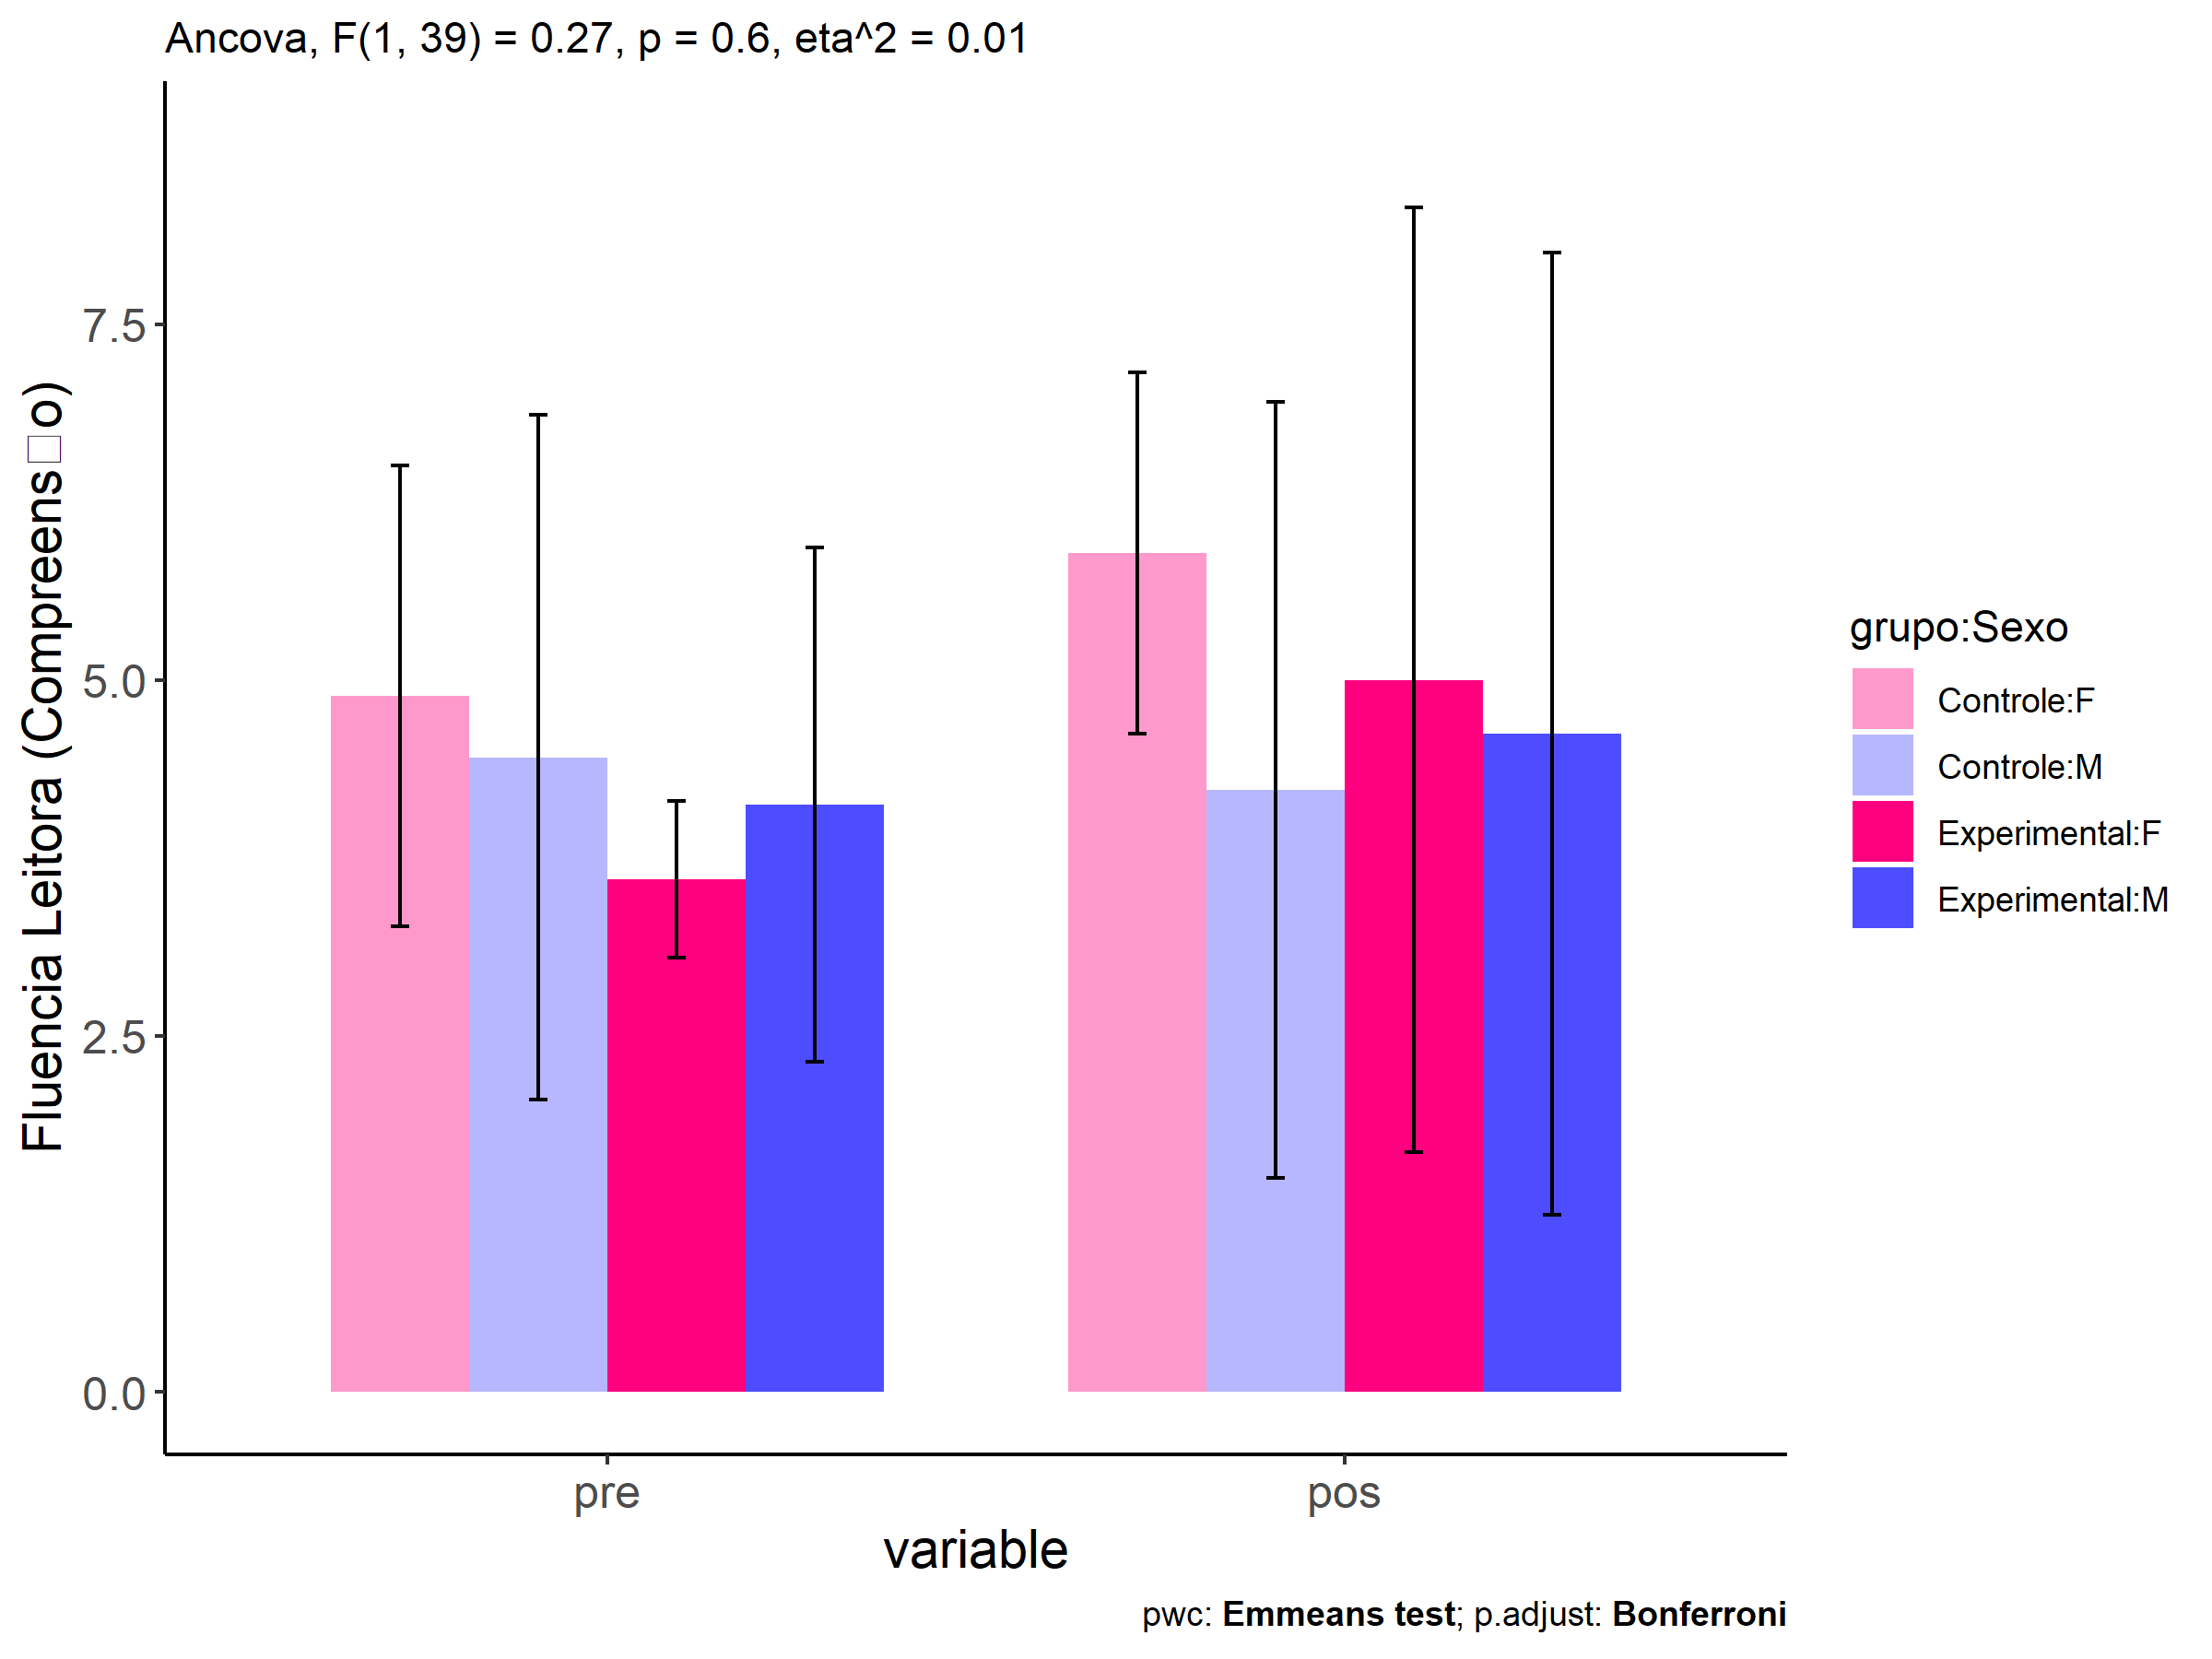 Ancova, F(1, 39) = 0.27, p = 0.6, eta^2 = 0.01
Fluencia Leitora (Compreens□o)
7.5
5.0
2.5
0.0
pre
pos
variable
grupo:Sexo
Controle:F
Controle:M
Experimental:F
Experimental:M
pwc: Emmeans test; p.adjust: Bonferroni